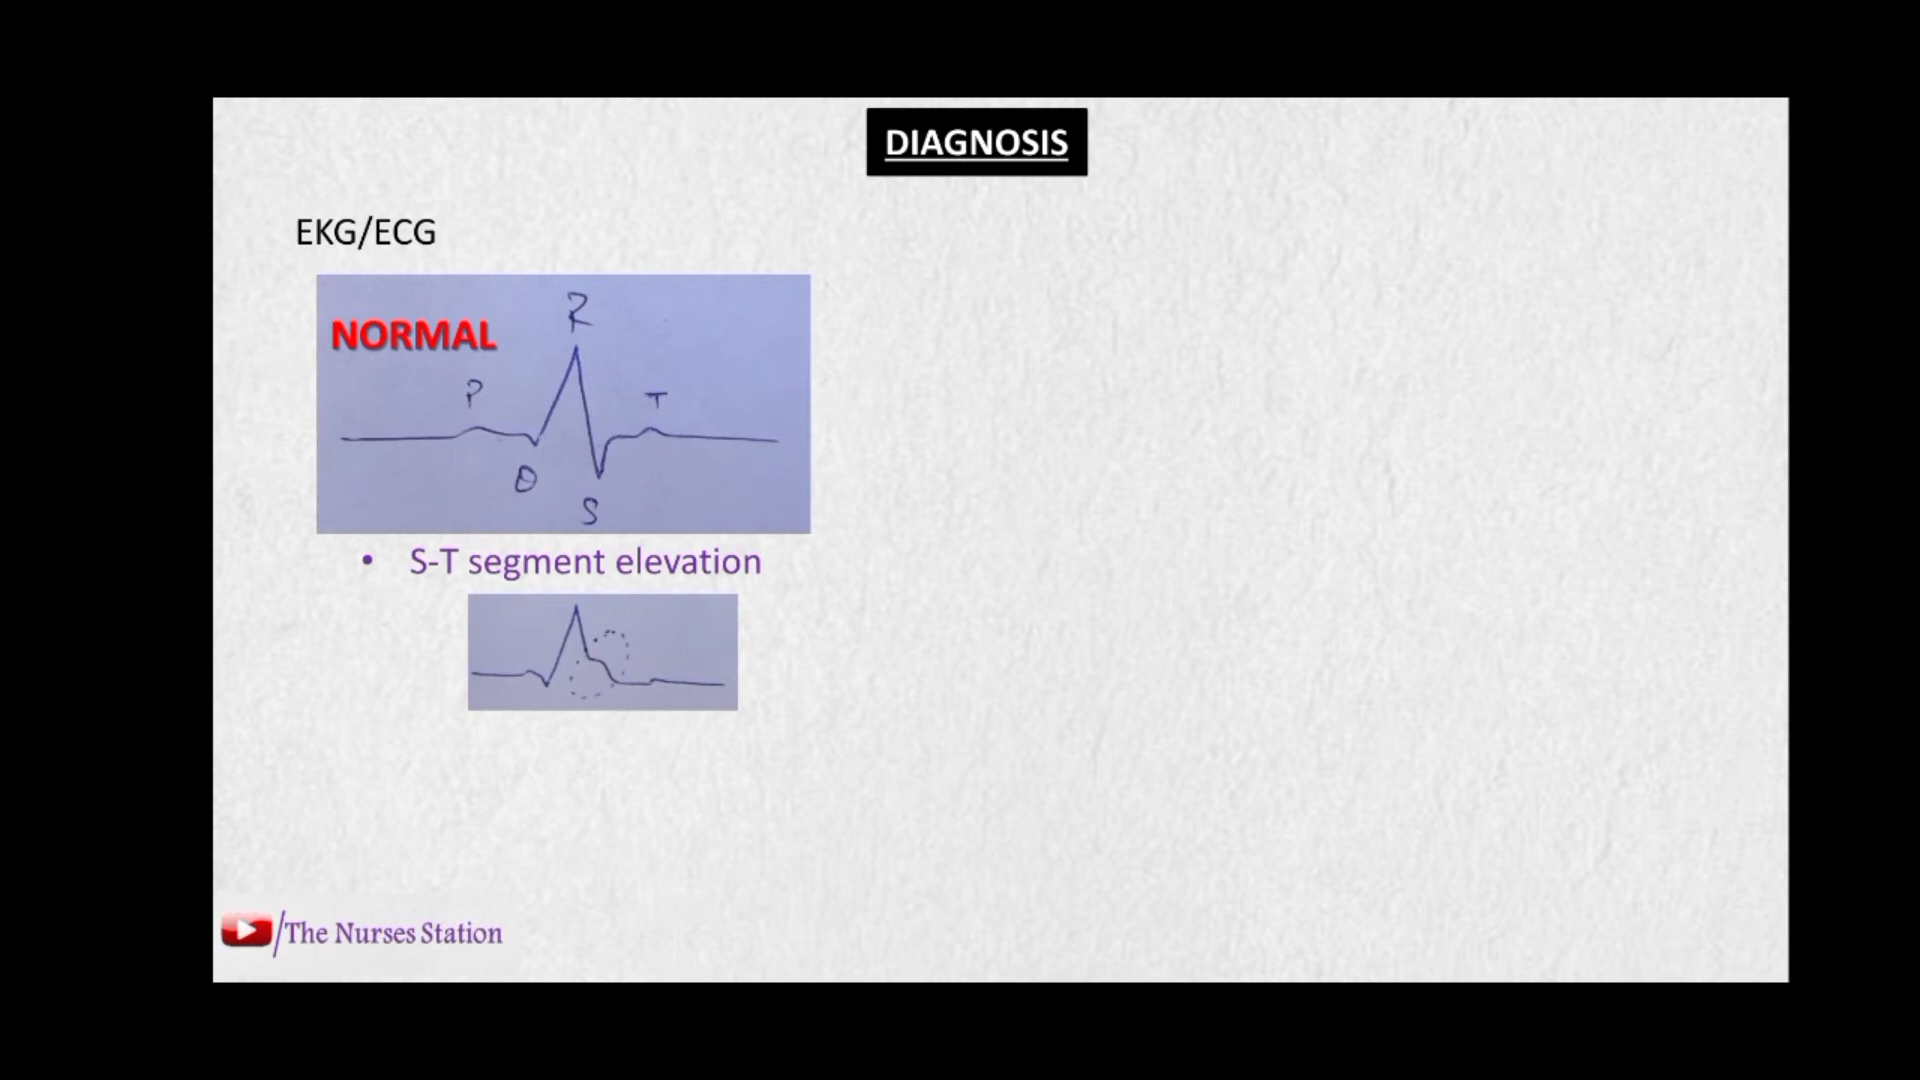 DIAGNOSIS
EKG/ECG
NORMAL
R
P
T
Q
S
• S-T segment elevation
/The Nurses Station